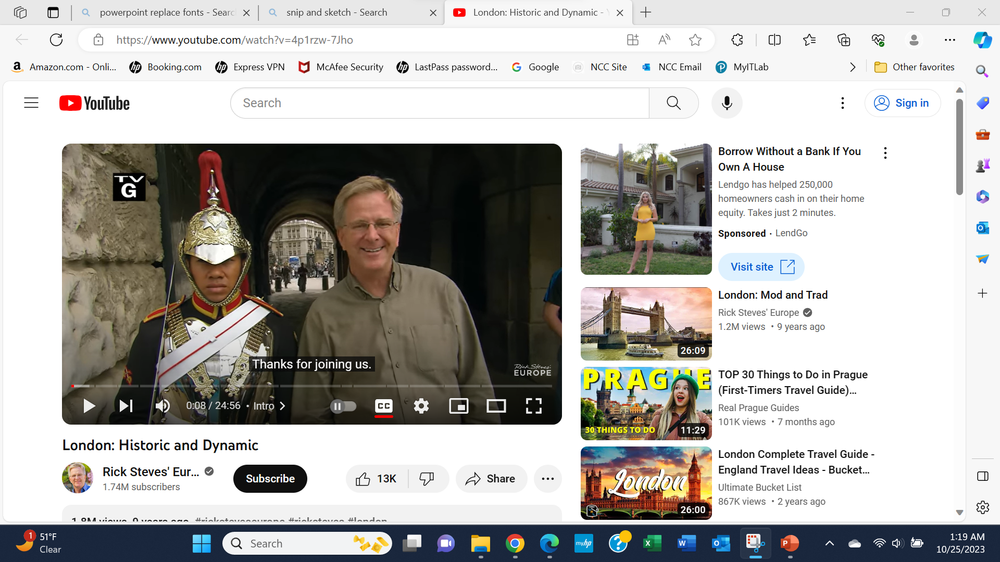 powerpoint replace fonts - Searc
snip and sketch - Search
London: Historic and Dynamic - Y
https://www.youtube.com/watch?v=4p1rzw-7Jho
Amazon.com - Onli...
Booking.com
Express VPN
McAfee Security
LastPass password...
Google
NCC Site
NCC Email
MyITLab
Other favorites
YouTube
Search
Sign in
TV
G
Thanks for joining us.
Rick Steves'
EUROPE
0:08 / 24:56 • Intro
CC
London: Historic and Dynamic
Rick Steves' Eur...
1.74M subscribers
Subscribe
13K
Share
1.8M views 9 years ago #ricksteveseurope #ricksteves #london
Borrow Without a Bank If You
Own A House
Lendgo has helped 250,000
homeowners cash in on their home
equity. Takes just 2 minutes.
Sponsored · LendGo
Visit site
26:09
London: Mod and Trad
Rick Steves' Europe
1.2M views • 9 years ago
PRAGUE
30 THINGS TO DO
11:29
TOP 30 Things to Do in Prague
(First-Timers Travel Guide)...
Real Prague Guides
101K views • 7 months ago
London
26:00
London Complete Travel Guide -
England Travel Ideas - Bucket...
Ultimate Bucket List
867K views • 2 years ago
1
51°F
Clear
Search
myhp
1:19 AM
10/25/2023